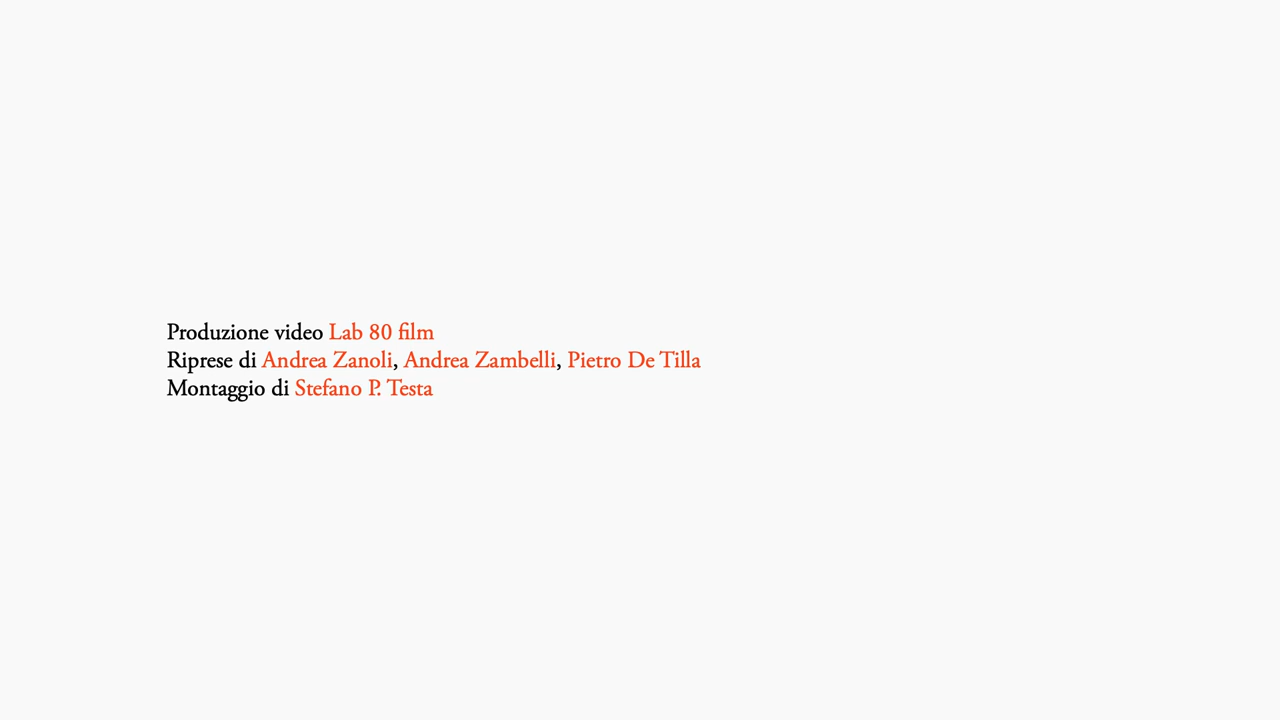 Produzione video Lab 80 film
Riprese di Andrea Zanoli, Andrea Zambelli, Pietro De Tilla
Montaggio di Stefano P. Testa